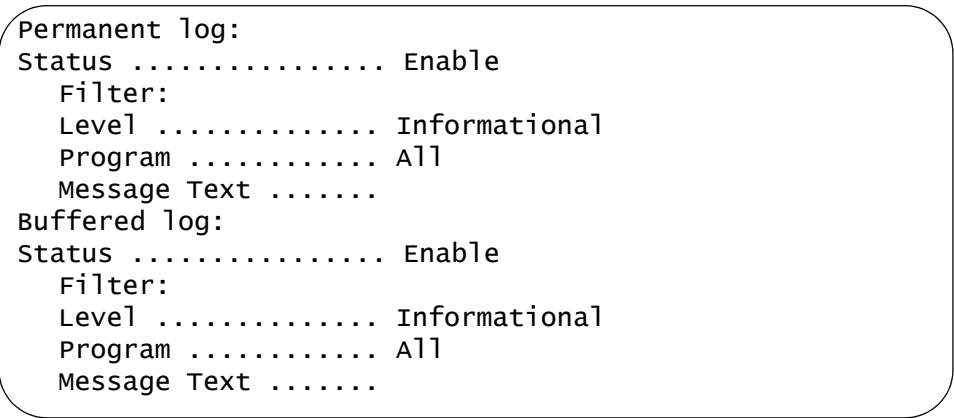 Permanent log:
Status ................ Enable
Filter:
Level .............. Informational
Program ............ All
Message Text .......
Buffered log:
Status ................ Enable
Filter:
Level .............. Informational
Program ............ All
Message Text .......